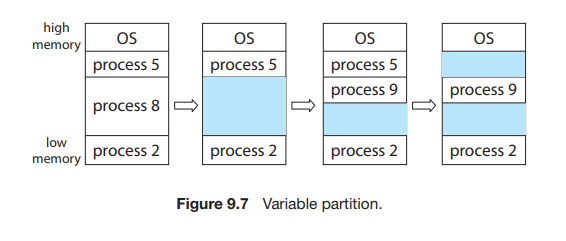 high
memory
low
memory
OS
process 5
process 8
process 2
OS
process 5
process 2
OS
process 5
process 9
process 2
OS
process 9
process 2
Figure 9.7 Variable partition.